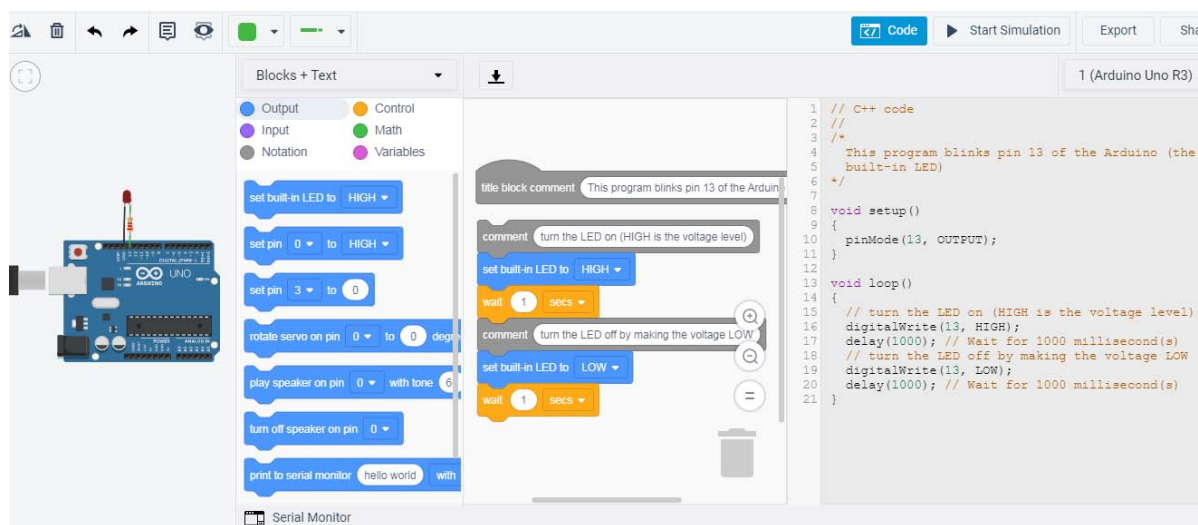 Code
Start Simulation
Export
Sha
Blocks + Text
1 (Arduino Uno R3)
Output
Control
Input
Math
Notation
Variables
set built-in LED to HIGH
set pin 0 to HIGH
set pin 3 to 0
rotate servo on pin 0 to 0 degre
play speaker on pin 0 with tone 6
turn off speaker on pin 0
print to serial monitor hello world with
title block comment This program blinks pin 13 of the Arduin
comment turn the LED on (HIGH is the voltage level)
set built-in LED to HIGH
wait 1 secs
comment turn the LED off by making the voltage LOW
set built-in LED to LOW
wait 1 secs
1 // C++ code
2 //
3 /*
4 This program blinks pin 13 of the Arduino (the
5 built-in LED)
6 */
7
8 void setup()
9 {
10 pinMode(13, OUTPUT);
11 }
12
13 void loop()
14 {
15 // turn the LED on (HIGH is the voltage level)
16 digitalWrite(13, HIGH);
17 delay(1000); // Wait for 1000 millisecond(s)
18 // turn the LED off by making the voltage LOW
19 digitalWrite(13, LOW);
20 delay(1000); // Wait for 1000 millisecond(s)
21 }
UNO
ARDUINO
Serial Monitor